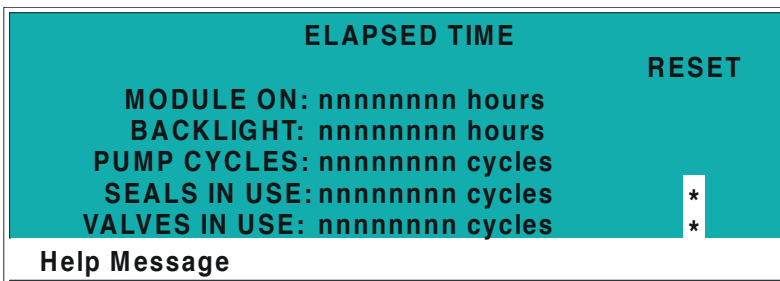 ELAPSED TIME
RESET
MODULE ON: nnnnnnnn hours
BACKLIGHT: nnnnnnnn hours
PUMP CYCLES: nnnnnnnn cycles
SEALS IN USE: nnnnnnnn cycles *
VALVES IN USE: nnnnnnnn cycles *
Help Message